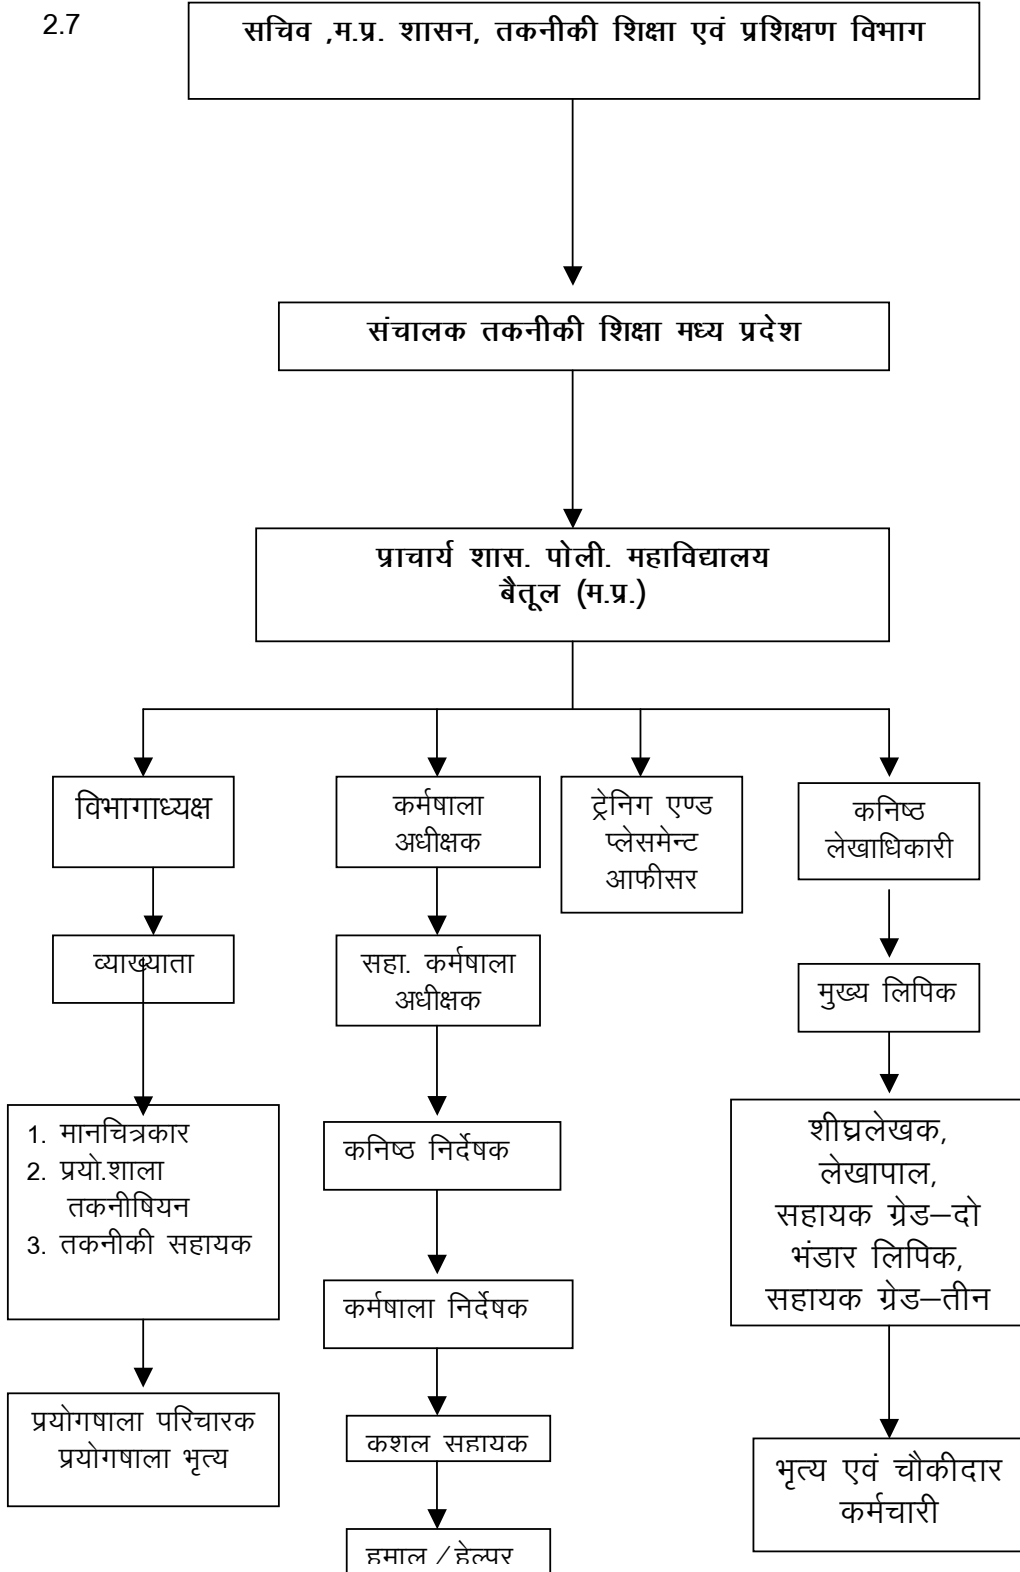 2.7
सचिव ,म.प्र. शासन, तकनीकी शिक्षा एवं प्रशिक्षण विभाग
संचालक तकनीकी शिक्षा मध्य प्रदेश
प्राचार्य शास. पोली. महाविद्यालय
बैतूल (म.प्र.)
विभागाध्यक्ष
कर्मषाला
अधीक्षक
ट्रेनिग एण्ड
प्लेसमेन्ट
आफीसर
कनिष्ठ
लेखाधिकारी
व्याख्याता
सहा. कर्मषाला
अधीक्षक
मुख्य लिपिक
1. मानचित्रकार
2. प्रयो.शाला
तकनीषियन
3. तकनीकी सहायक
कनिष्ठ निर्देषक
शीघ्रलेखक,
लेखापाल,
सहायक ग्रेड–दो
भंडार लिपिक,
सहायक ग्रेड–तीन
कर्मषाला निर्देषक
प्रयोगषाला परिचारक
प्रयोगषाला भृत्य
कुशल सहायक
भृत्य एवं चौकीदार
कर्मचारी
हमाल / हेल्पर